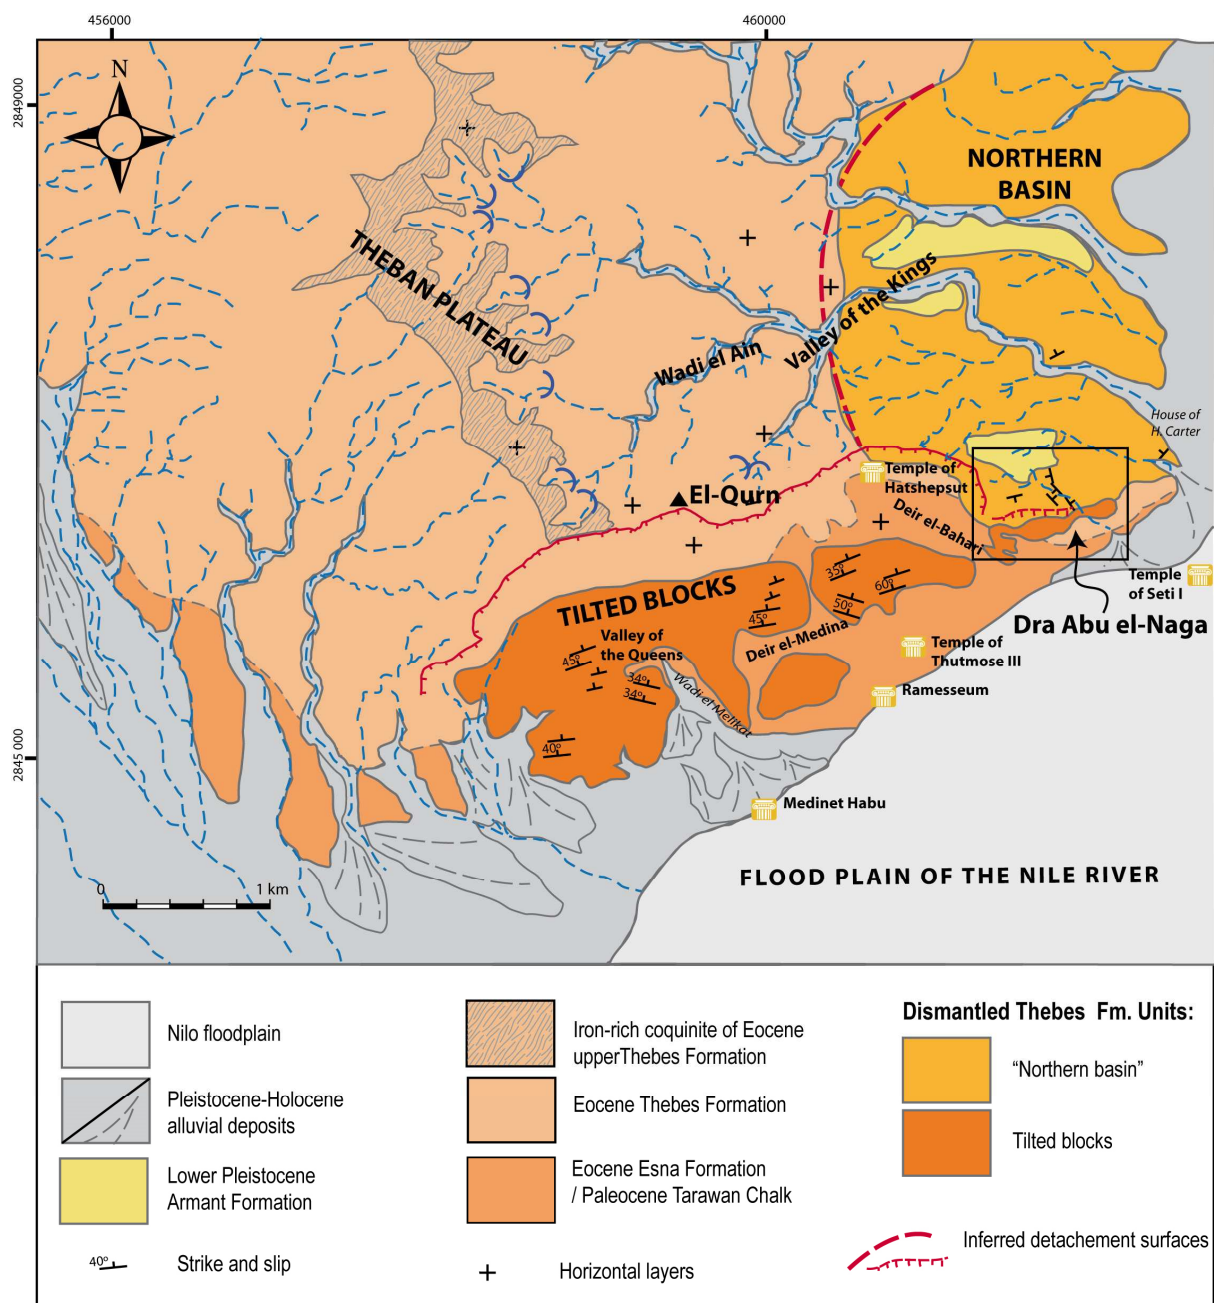 456000
460000
2849000
N
NORTHERN
BASIN
THEBAN PLATEAU
Valley of the Kings
Wadi el Ain
House of
H. Carter
Temple of
Hatshepsut
El-Qurn
Deir el-Bahari
35º
60º
50º
45º
TILTED BLOCKS
Temple
of Seti I
Dra Abu el-Naga
Valley of
the Queens
45º
Deir el-Medina
Temple of
Thutmose III
34º
34º
Wadi el Melikat
Ramesseum
40º
2845 000
Medinet Habu
FLOOD PLAIN OF THE NILE RIVER
0
1 km
Nilo floodplain
Pleistocene-Holocene
alluvial deposits
Lower Pleistocene
Armant Formation
40º
Strike and slip
Iron-rich coquinite of Eocene
upperThebes Formation
Eocene Thebes Formation
Eocene Esna Formation
/ Paleocene Tarawan Chalk
Horizontal layers
Dismantled Thebes Fm. Units:
“Northern basin”
Tilted blocks
Inferred detachement surfaces